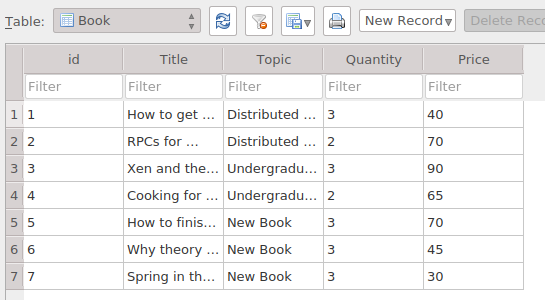 Table: Book New Record Delete Reco
id Title Topic Quantity Price
Filter Filter Filter Filter Filter
1 1 How to get ... Distributed ... 3 40
2 2 RPCs for ... Distributed ... 2 70
3 3 Xen and the... Undergradu... 3 90
4 4 Cooking for ... Undergradu... 2 65
5 5 How to finis... New Book 3 70
6 6 Why theory ... New Book 3 45
7 7 Spring in th... New Book 3 30